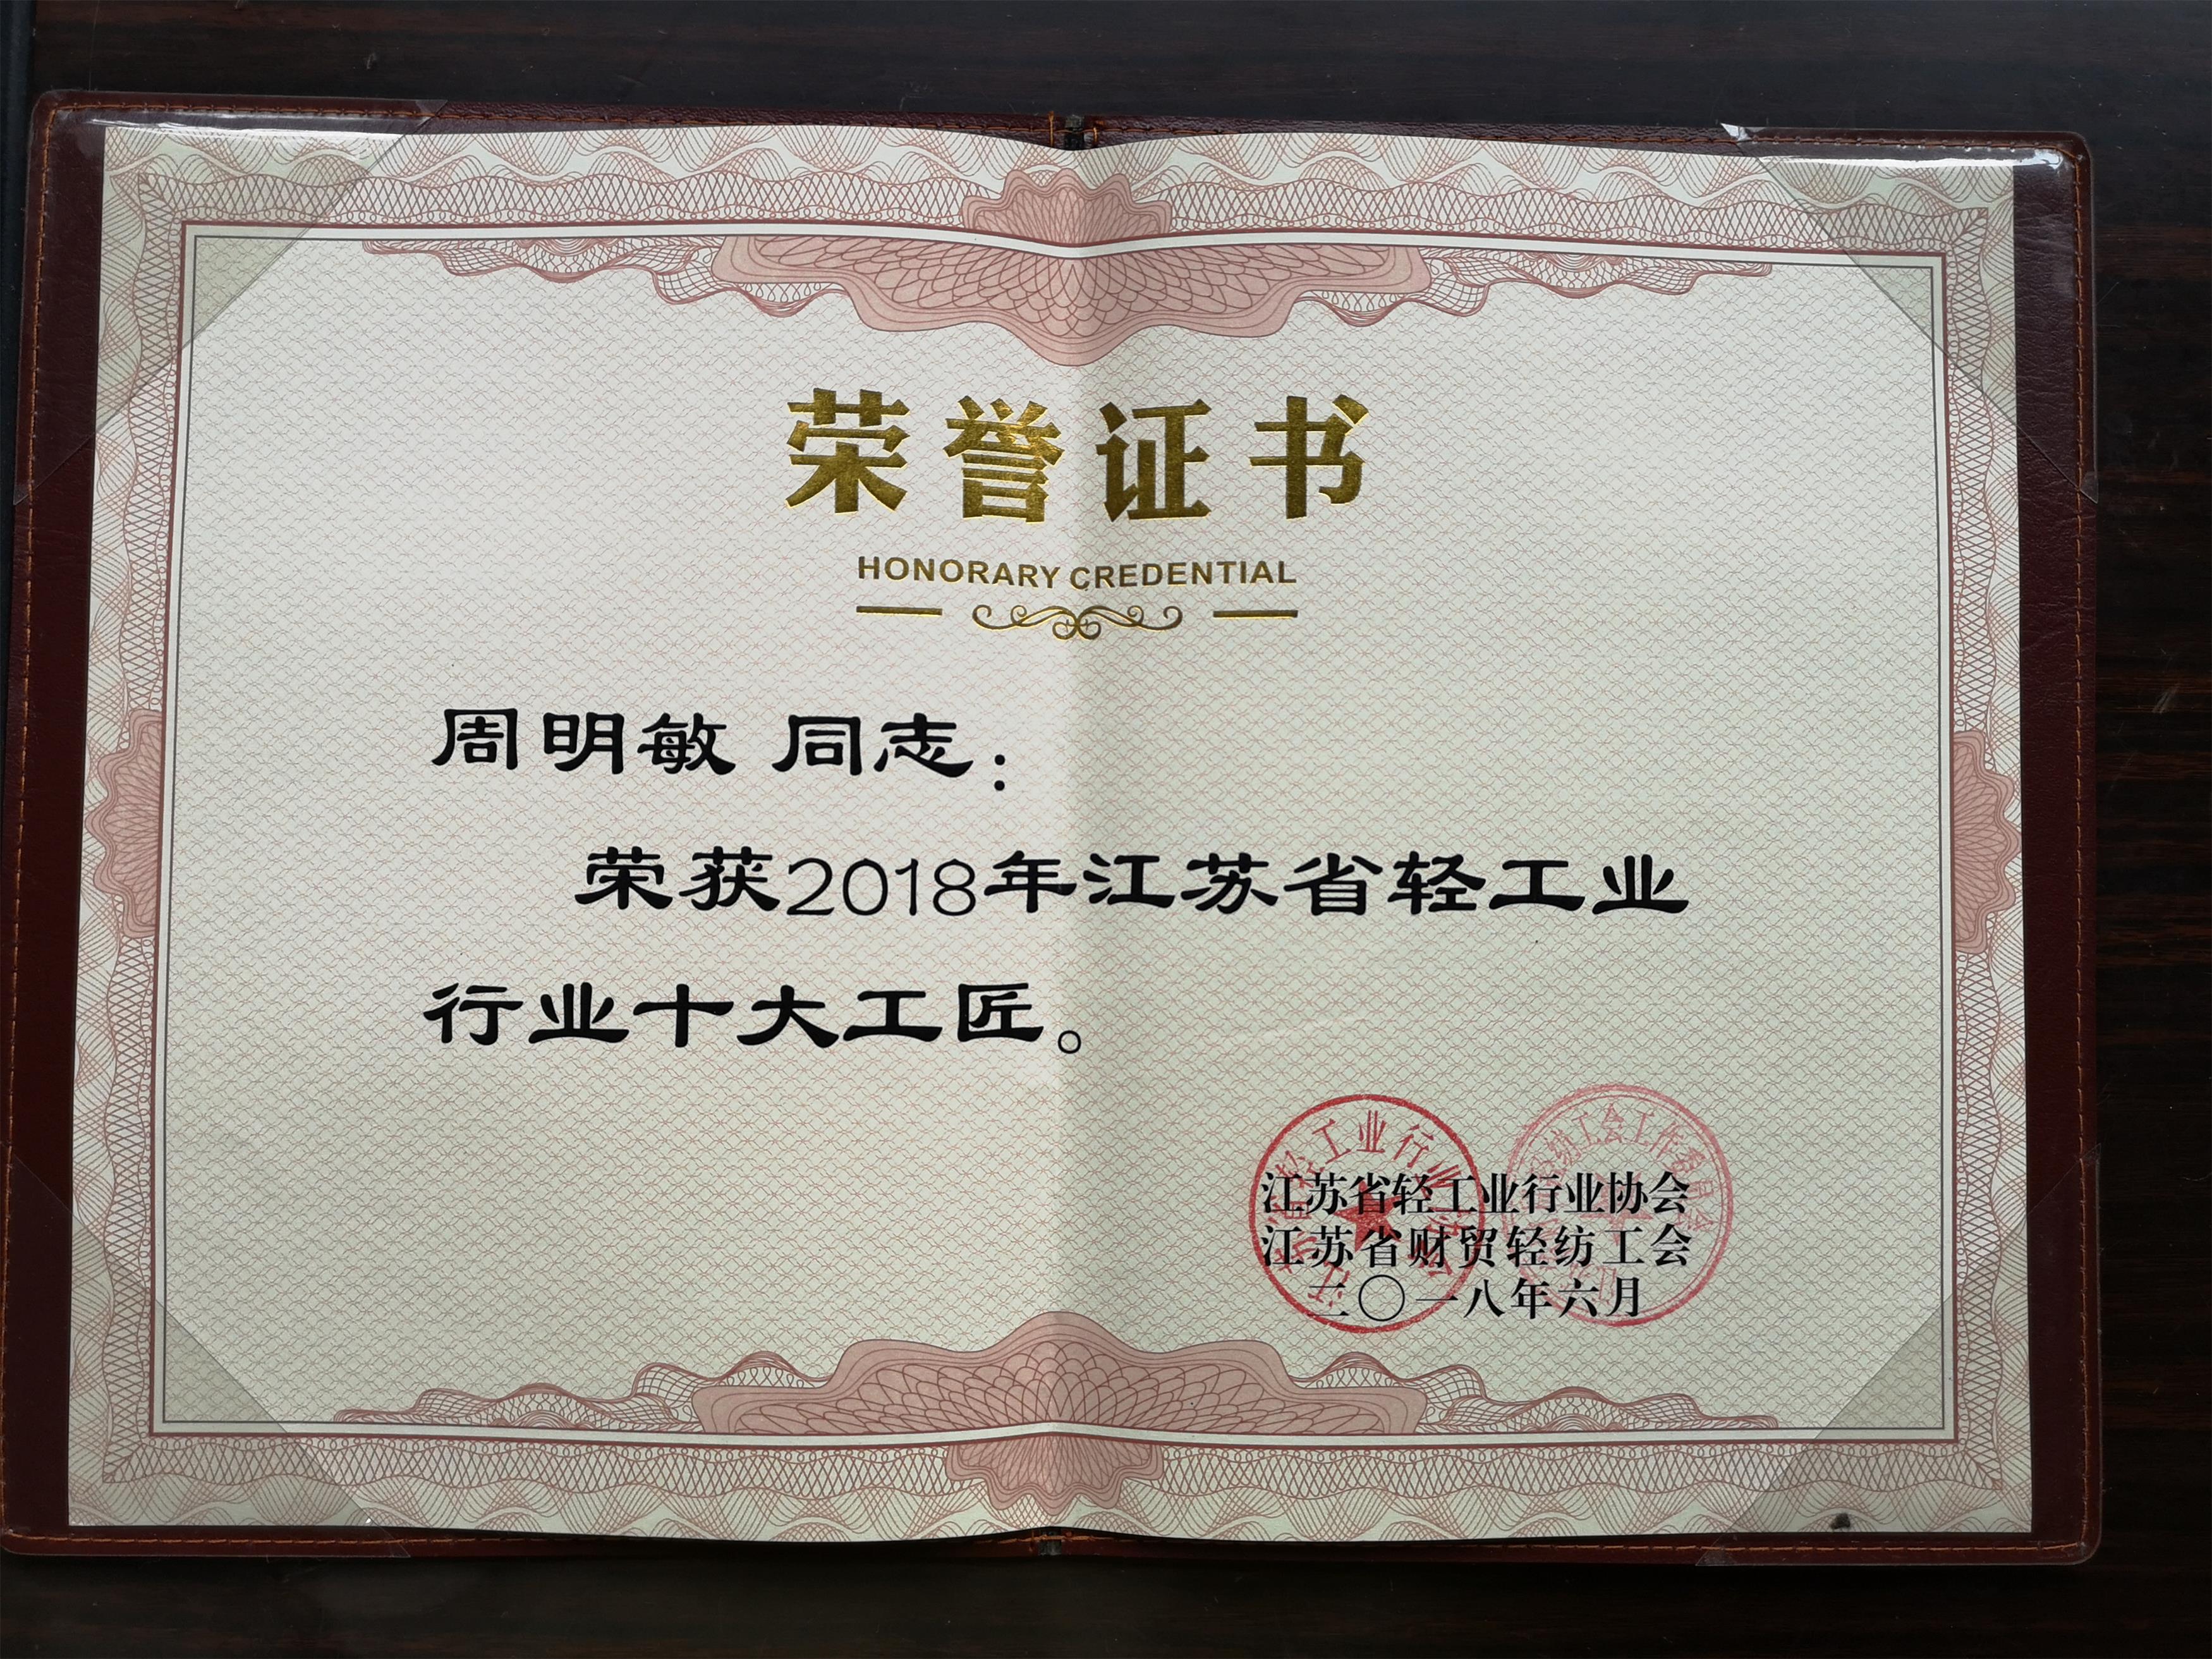 荣誉证书
HONORARY CREDENTIAL
周明敏 同志：
荣获2018年江苏省轻工业
行业十大工匠。
江苏省轻工业行业协会
江苏省财贸轻纺工会
二〇一八年六月